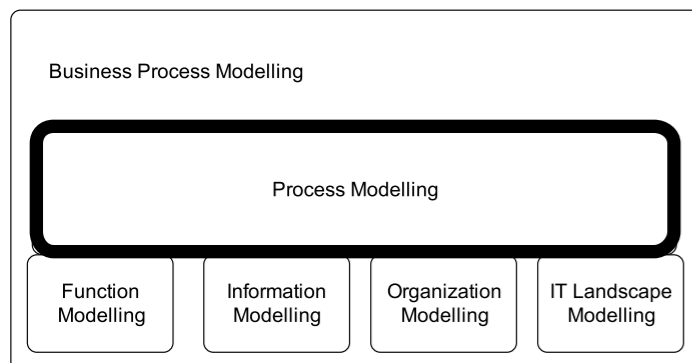 Business Process Modelling
Process Modelling
Function
Modelling
Information
Modelling
Organization
Modelling
IT Landscape
Modelling